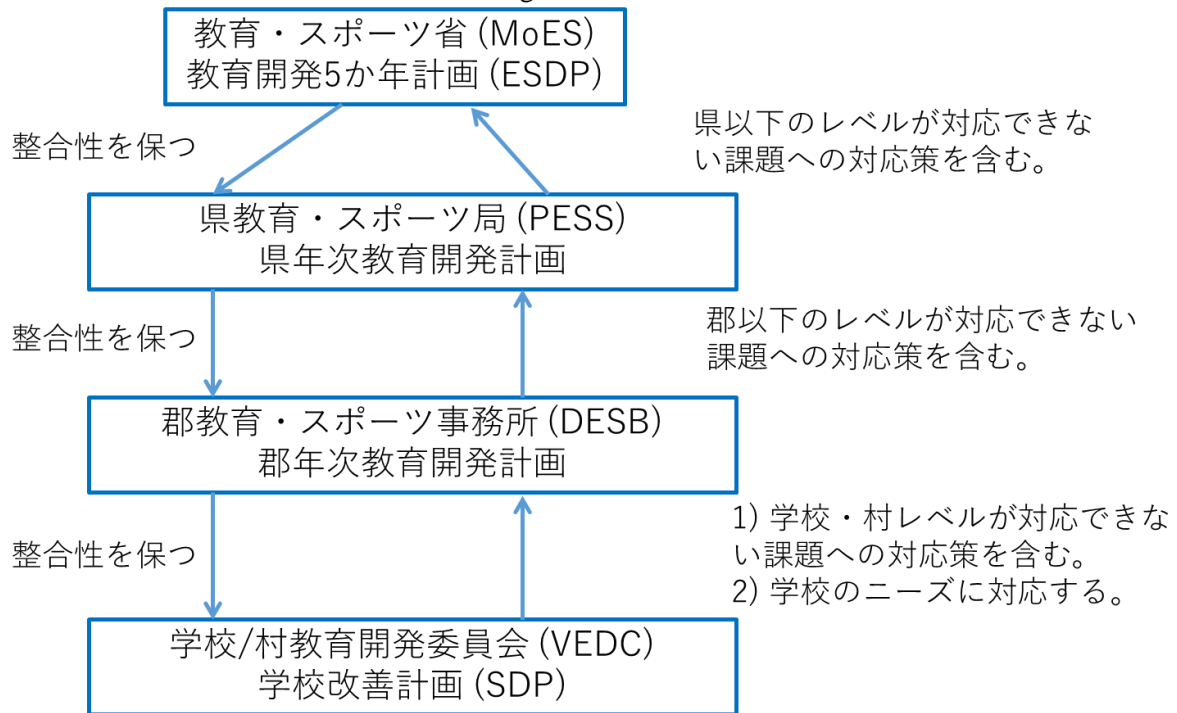 教育・スポーツ省 (MoES)
教育開発5か年計画 (ESDP)
整合性を保つ
県以下のレベルが対応できな
い課題への対応策を含む。
県教育・スポーツ局 (PESS)
県年次教育開発計画
整合性を保つ
郡以下のレベルが対応できない
課題への対応策を含む。
郡教育・スポーツ事務所 (DESB)
郡年次教育開発計画
整合性を保つ
1) 学校・村レベルが対応できな
い課題への対応策を含む。
2) 学校のニーズに対応する。
学校/村教育開発委員会 (VEDC)
学校改善計画 (SDP)